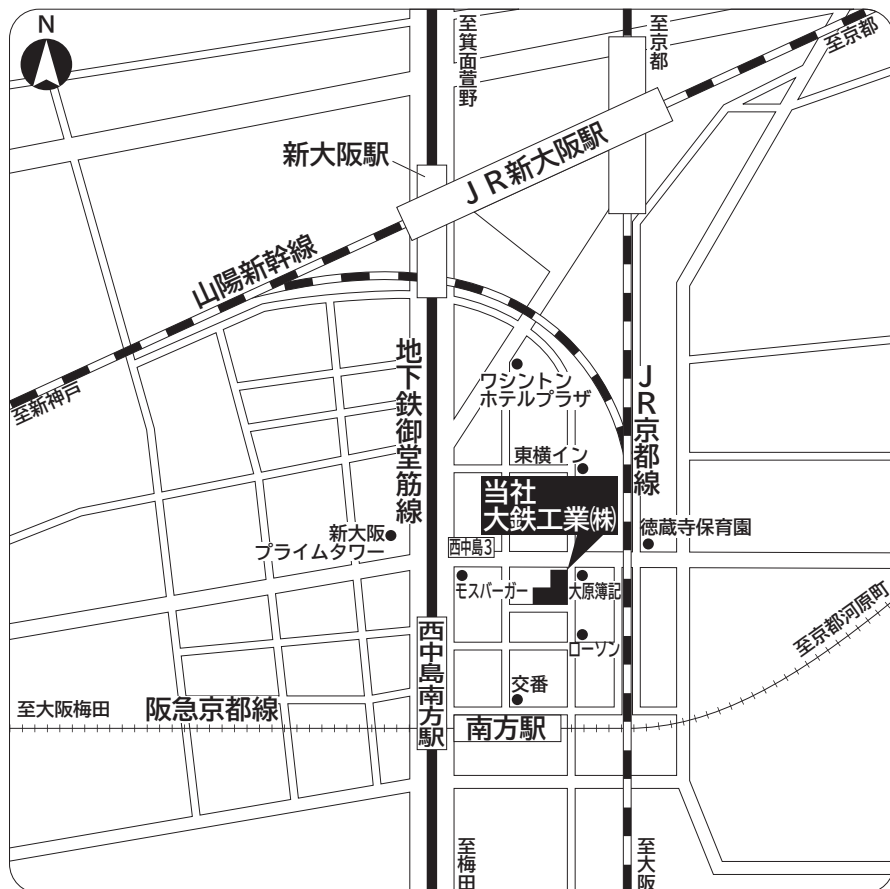 N
至箕面萱野
至京都
至京都
新大阪駅
JR新大阪駅
山陽新幹線
至新神戸
地下鉄御堂筋線
ワシントン
ホテルプラザ
JR京都線
東横イン
当社
大鉄工業㈱
新大阪
プライムタワー
西中島3
徳蔵寺保育園
モスバーガー
大原簿記
ローソン
至京都河原町
西中島南方駅
交番
至大阪梅田
阪急京都線
南方駅
至梅田
至大阪